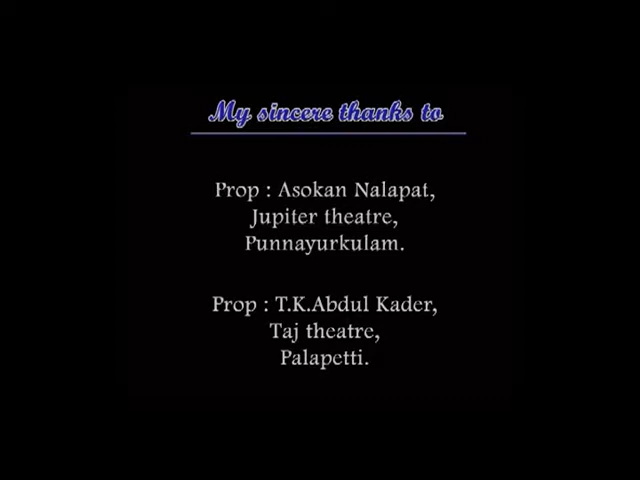 My sincere thanks to
Prop : Asokan Nalapat,
Jupiter theatre,
Punnayurkulam.
Prop : T.K.Abdul Kader,
Taj theatre,
Palapetti.